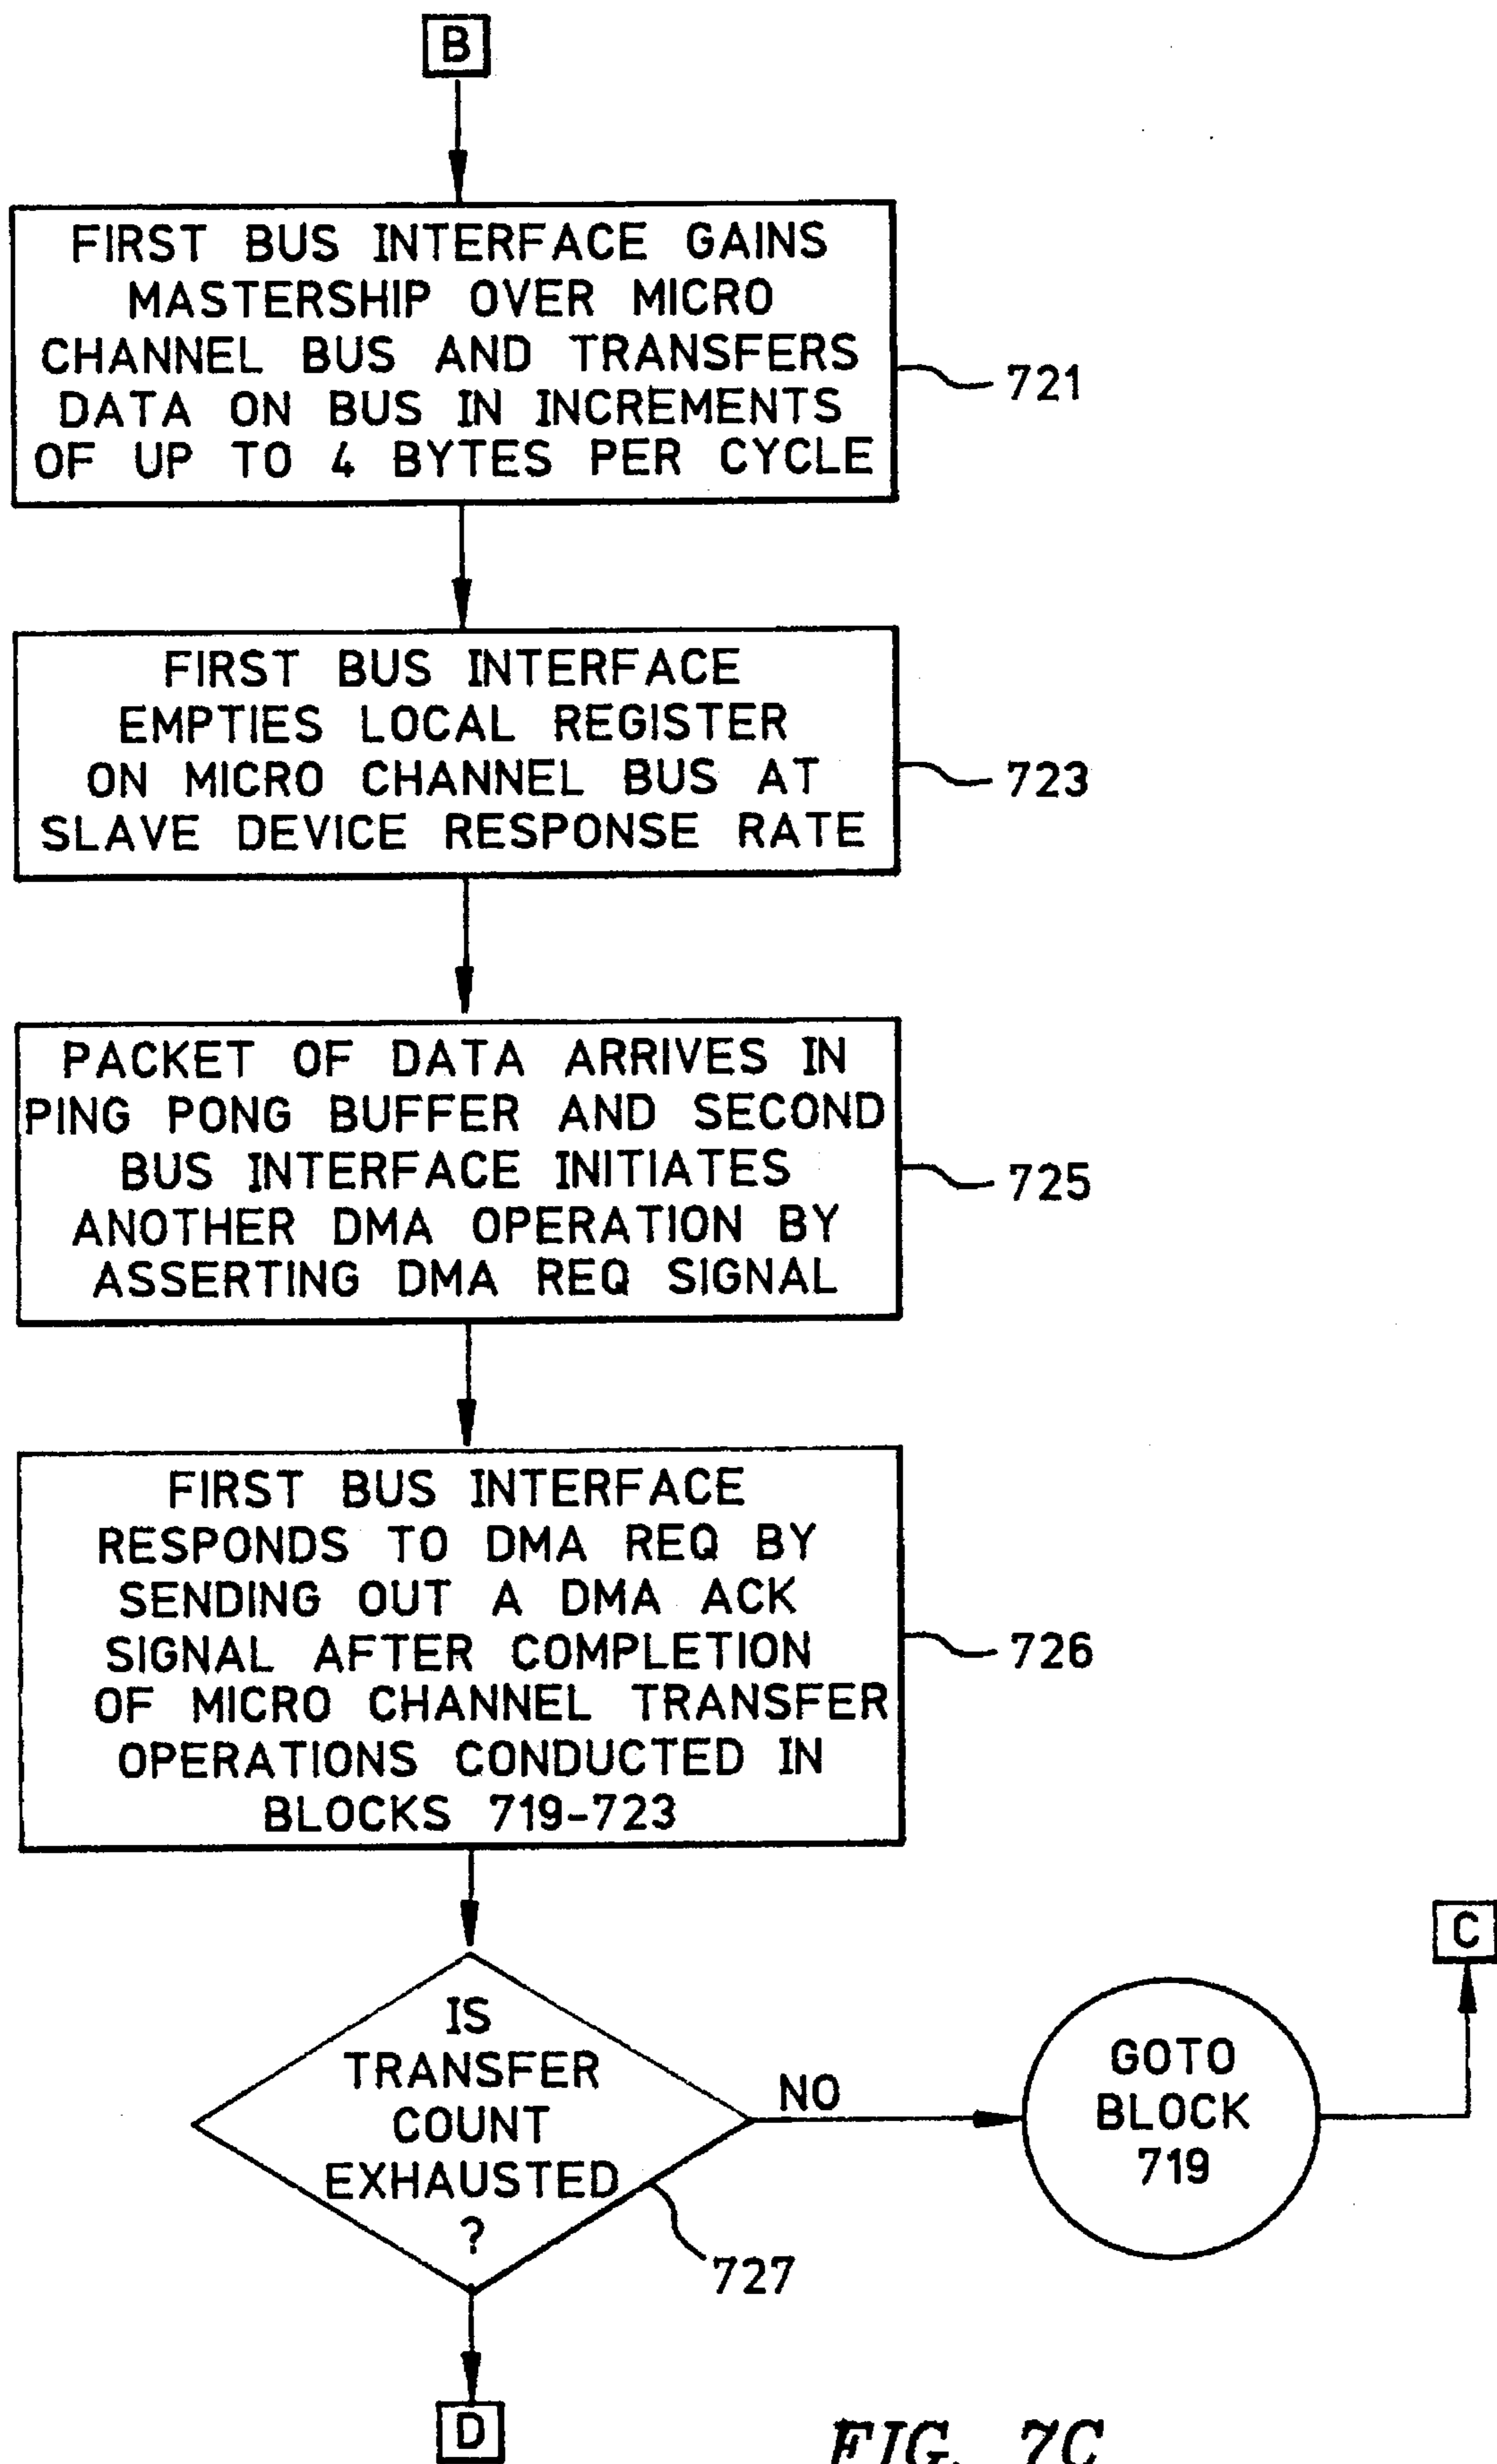 B
FIRST BUS INTERFACE GAINS
MASTERSHIP OVER MICRO
CHANNEL BUS AND TRANSFERS
DATA ON BUS IN INCREMENTS
OF UP TO 4 BYTES PER CYCLE
721
FIRST BUS INTERFACE
EMPTIES LOCAL REGISTER
ON MICRO CHANNEL BUS AT
SLAVE DEVICE RESPONSE RATE
723
PACKET OF DATA ARRIVES IN
PING PONG BUFFER AND SECOND
BUS INTERFACE INITIATES
ANOTHER DMA OPERATION BY
ASSERTING DMA REQ SIGNAL
725
FIRST BUS INTERFACE
RESPONDS TO DMA REQ BY
SENDING OUT A DMA ACK
SIGNAL AFTER COMPLETION
OF MICRO CHANNEL TRANSFER
OPERATIONS CONDUCTED IN
BLOCKS 719-723
726
IS
TRANSFER
COUNT
EXHAUSTED
?
727
NO
GOTO
BLOCK
719
C
D
FIG. 7C